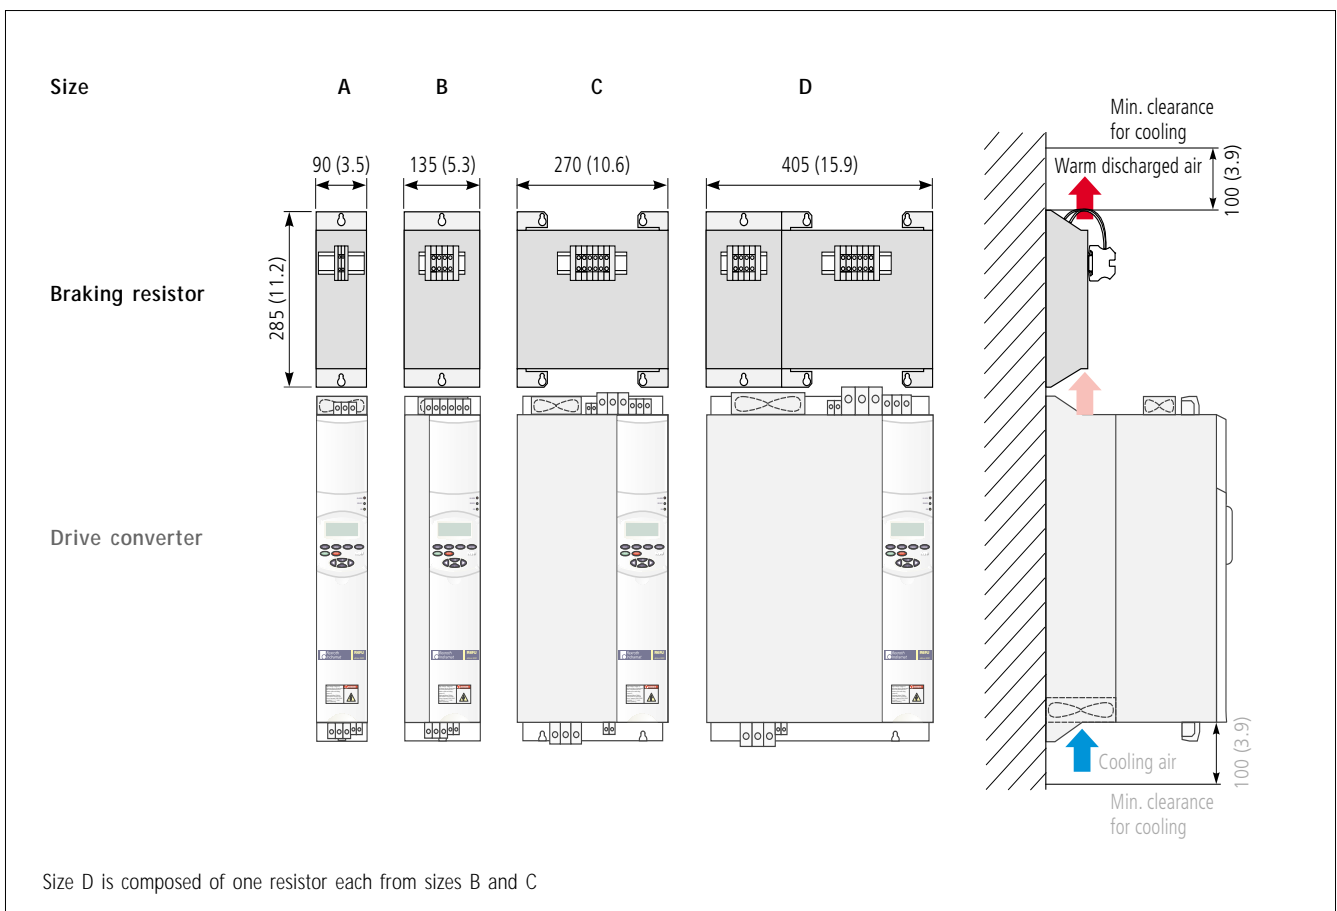 Size
A
B
C
D
Min. clearance
for cooling
90 (3.5)
135 (5.3)
270 (10.6)
405 (15.9)
Warm discharged air
100 (3.9)
285 (11.2)
Braking resistor
Drive converter
Cooling air
100 (3.9)
Min. clearance
for cooling
Size D is composed of one resistor each from sizes B and C